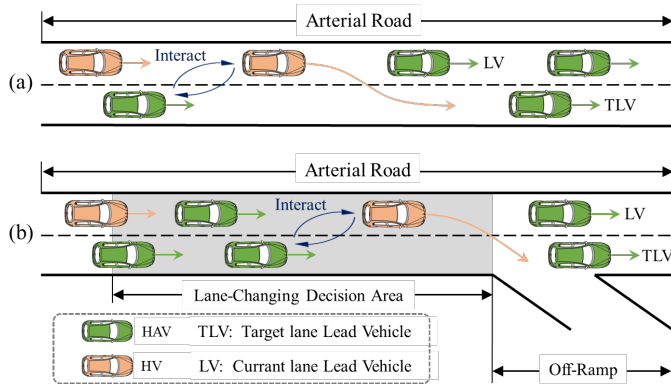 Arterial Road
Interact
LV
(a)
TLV
Arterial Road
Interact
LV
(b)
TLV
Lane-Changing Decision Area
HAV TLV: Target lane Lead Vehicle
HV LV: Currant lane Lead Vehicle
Off-Ramp